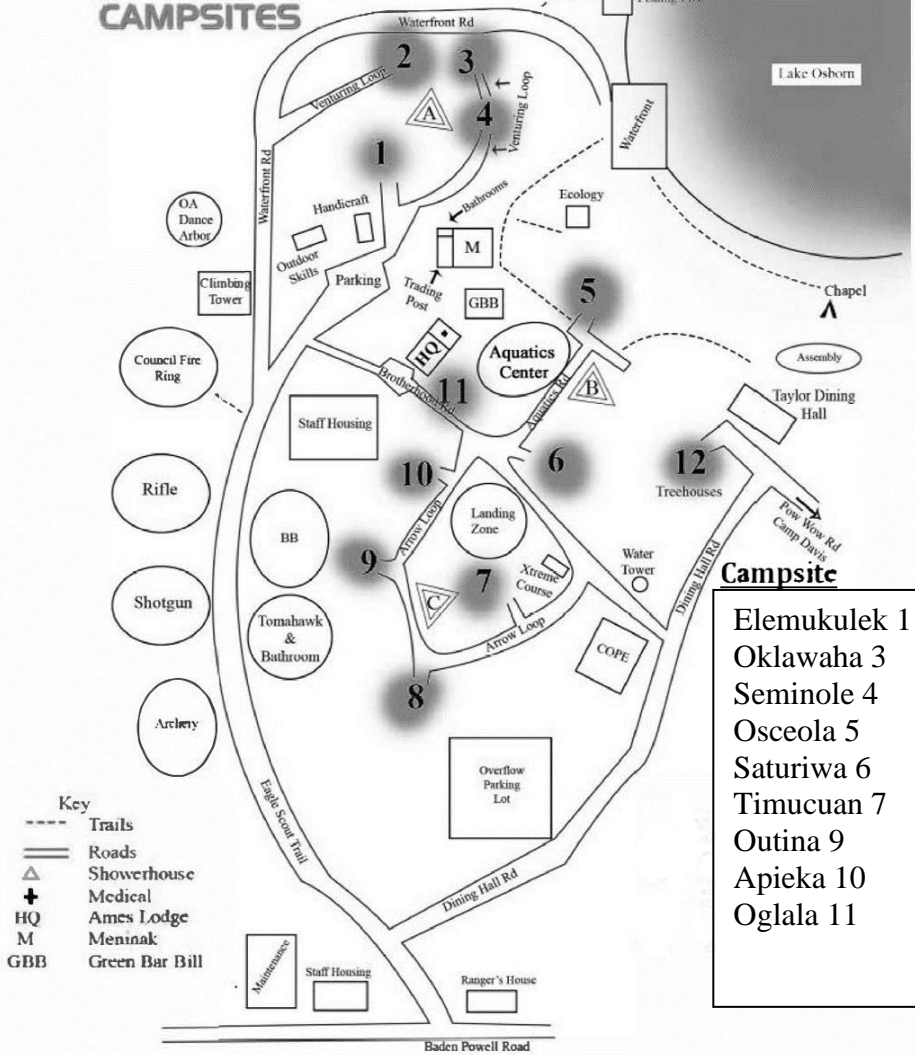 CAMPSITES
Waterfront Rd
2
3
Lake Osborn
Venturing Loop
A
4
Venturing Loop
Waterfront
1
Waterfront Rd
Bathrooms
Ecology
OA
Dance
Arbor
Handicraft
M
Outdoor
Skills
Parking
Trading
Post
Climbing
Tower
GBB
5
Chapel
HQ
Aquatics
Center
Assembly
Council Fire
Ring
Brotherhood Rd
11
Aquatics Rd
B
Taylor Dining
Hall
Staff Housing
10
6
12
Treehouses
Rifle
Arrow Loop
Landing
Zone
Pow Wow Rd
Camp Davis
BB
9
Water
Tower
Dining Hall Rd
Xtreme
Course
7
C
Campsite
Shotgun
Tomahawk
&
Bathroom
Arrow Loop
COPE
Elemukulek 1
Oklawaha 3
Seminole 4
Osceola 5
Saturiwa 6
Timucuan 7
Outina 9
Apieka 10
Oglala 11
8
Archery
Overflow
Parking
Lot
Eagle Scout Trail
Key
Trails
Roads
Showerhouse
Medical
HQ Ames Lodge
M Meninak
GBB Green Bar Bill
Dining Hall Rd
Maintenance
Staff Housing
Ranger's House
Baden Powell Road